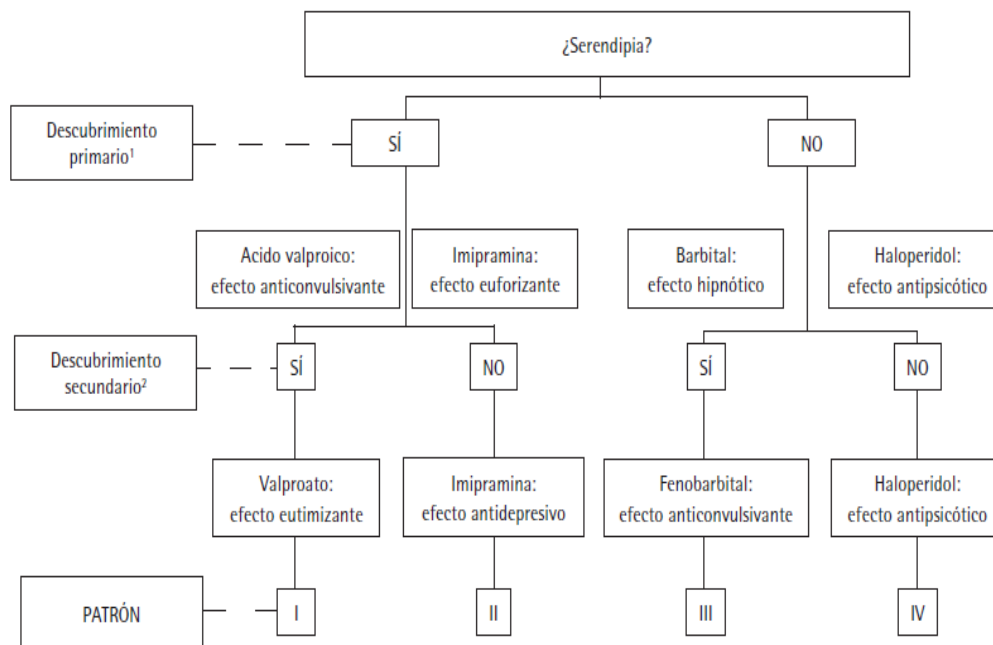 ¿Serendipia?
Descubrimiento
primario¹
SÍ
NO
Acido valproico:
efecto anticonvulsivante
Imipramina:
efecto euforizante
Barbital:
efecto hipnótico
Haloperidol:
efecto antipsicótico
Descubrimiento
secundario²
SÍ
NO
SÍ
NO
Valproato:
efecto eutimizante
Imipramina:
efecto antidepresivo
Fenobarbital:
efecto anticonvulsivante
Haloperidol:
efecto antipsicótico
PATRÓN
I
II
III
IV